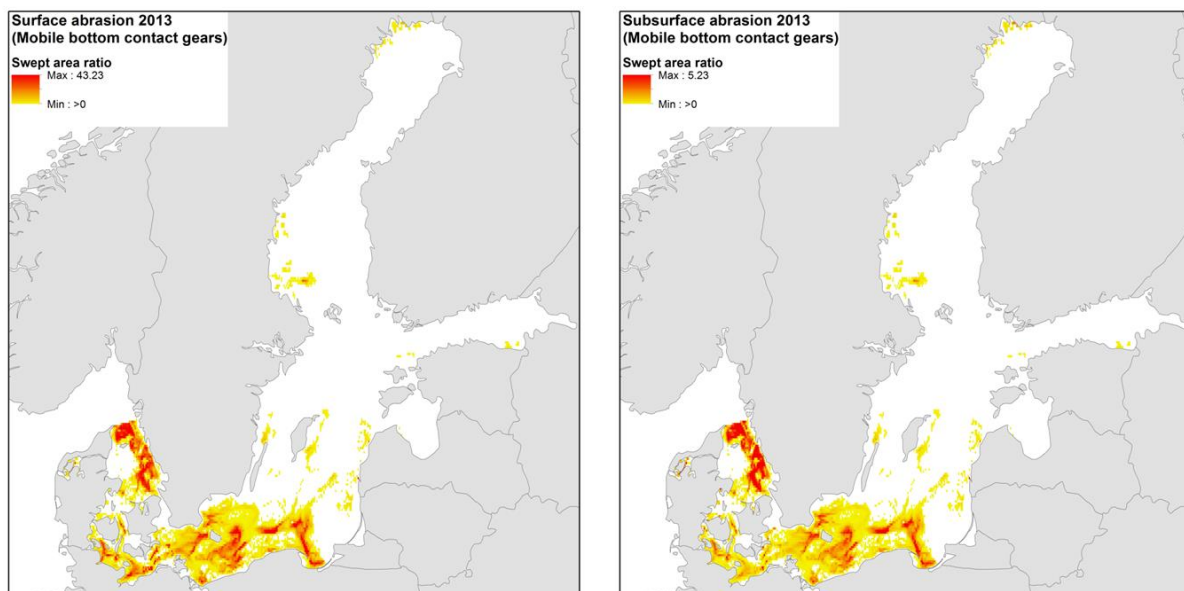 Surface abrasion 2013
(Mobile bottom contact gears)
Swept area ratio
Max : 43.23
Min : >0
Subsurface abrasion 2013
(Mobile bottom contact gears)
Swept area ratio
Max : 5.23
Min : >0